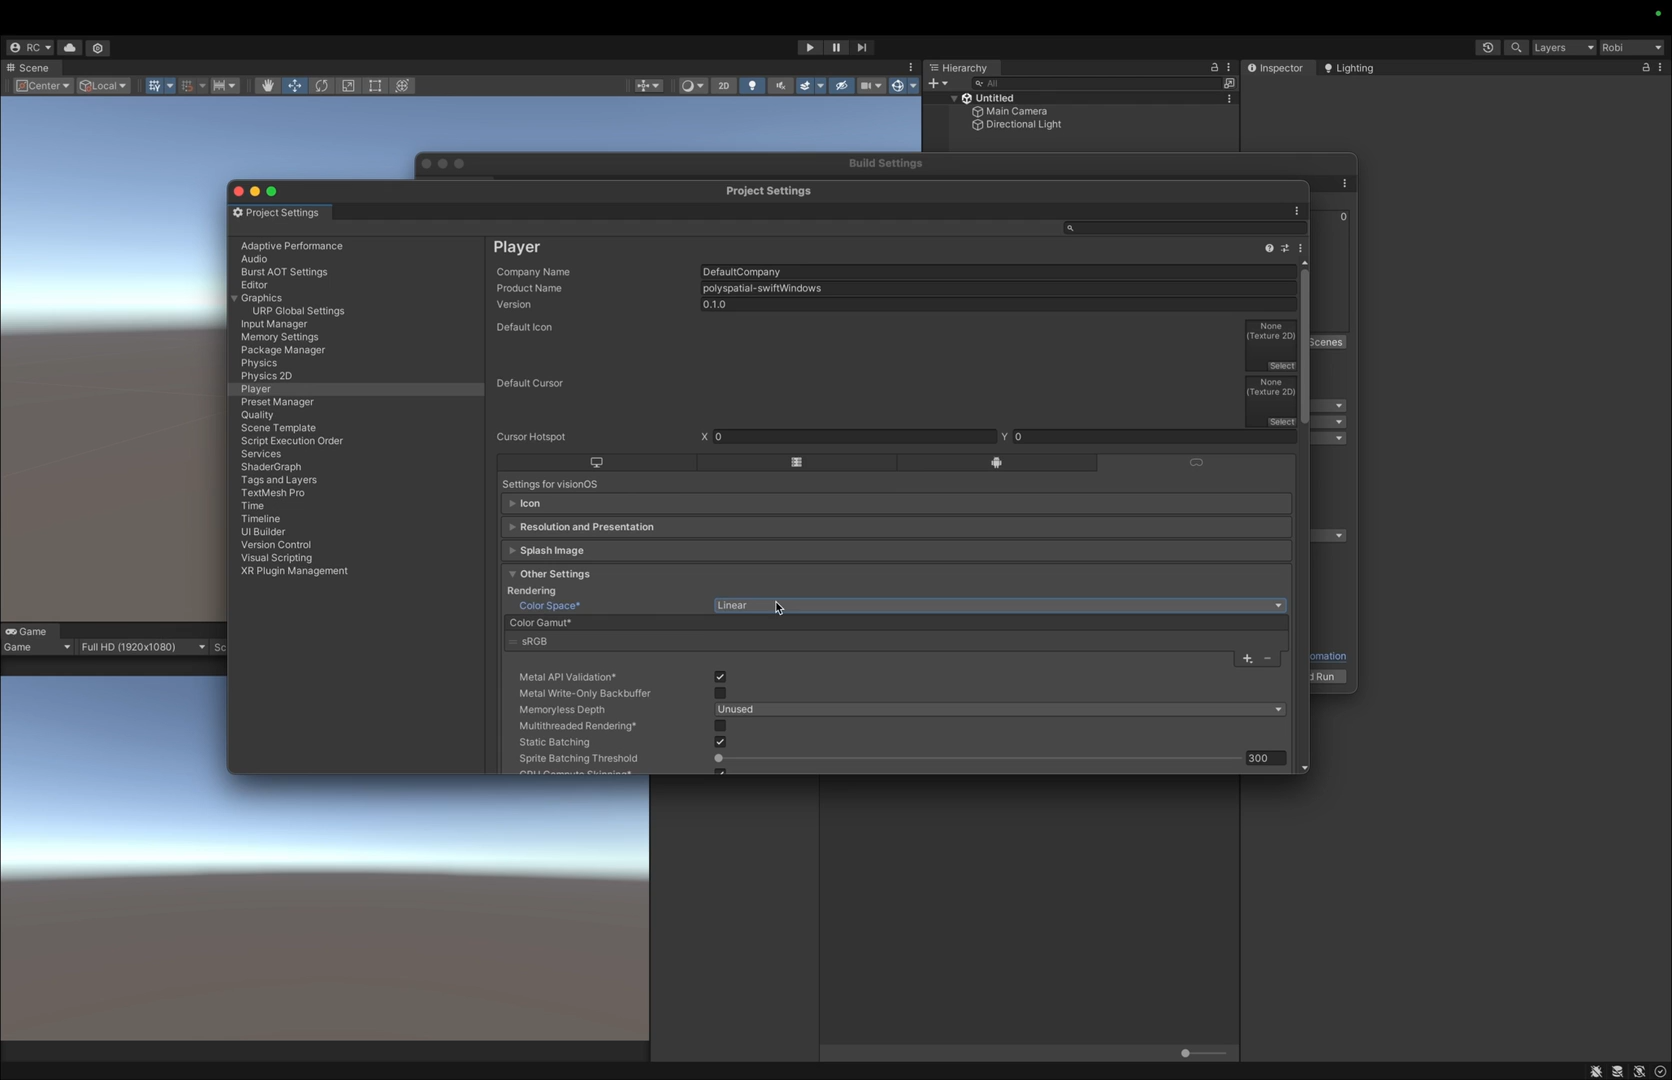 RC
Layers
Robi
Scene
Hierarchy
Inspector
Lighting
Center
Local
2D
All
Untitled
Main Camera
Directional Light
Build Settings
Project Settings
Project Settings
0
Adaptive Performance
Audio
Burst AOT Settings
Editor
Graphics
URP Global Settings
Input Manager
Memory Settings
Package Manager
Physics
Physics 2D
Player
Preset Manager
Quality
Scene Template
Script Execution Order
Services
ShaderGraph
Tags and Layers
TextMesh Pro
Time
Timeline
UI Builder
Version Control
Visual Scripting
XR Plugin Management
Player
Company Name DefaultCompany
Product Name polyspatial-swiftWindows
Version 0.1.0
Default Icon
None
(Texture 2D)
Select
Scenes
Default Cursor
None
(Texture 2D)
Select
Cursor Hotspot X 0 Y 0
Settings for visionOS
Icon
Resolution and Presentation
Splash Image
Other Settings
Rendering
Color Space* Linear
Color Gamut*
sRGB
+ −
Metal API Validation*
Metal Write-Only Backbuffer
Memoryless Depth Unused
Multithreaded Rendering*
Static Batching
Sprite Batching Threshold 300
GPU Compute Skinning*
omation
d Run
Game
Game Full HD (1920x1080) Sc